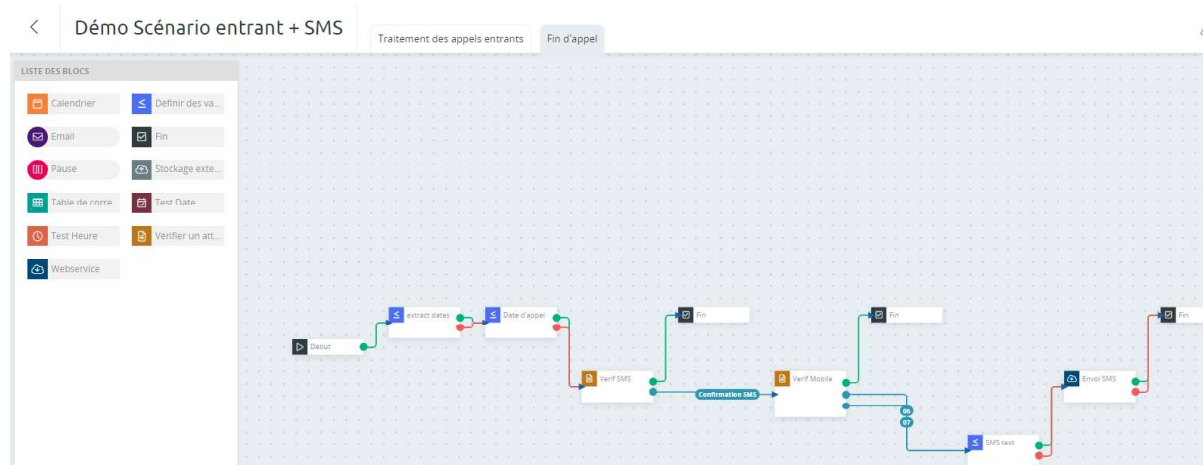 Démo Scénario entrant + SMS
Traitement des appels entrants
Fin d'appel
LISTE DES BLOCS
Calendrier
Définir des va...
Email
Fin
Pause
Stockage exte...
Table de corre
Test Date
Test Heure
Vérifier un att...
Webservice
Début
extract dates
Date d'appel
Fin
Verif SMS
Confirmation SMS
Fin
Verif Mobile
06
07
SMS text
Fin
Envoi SMS